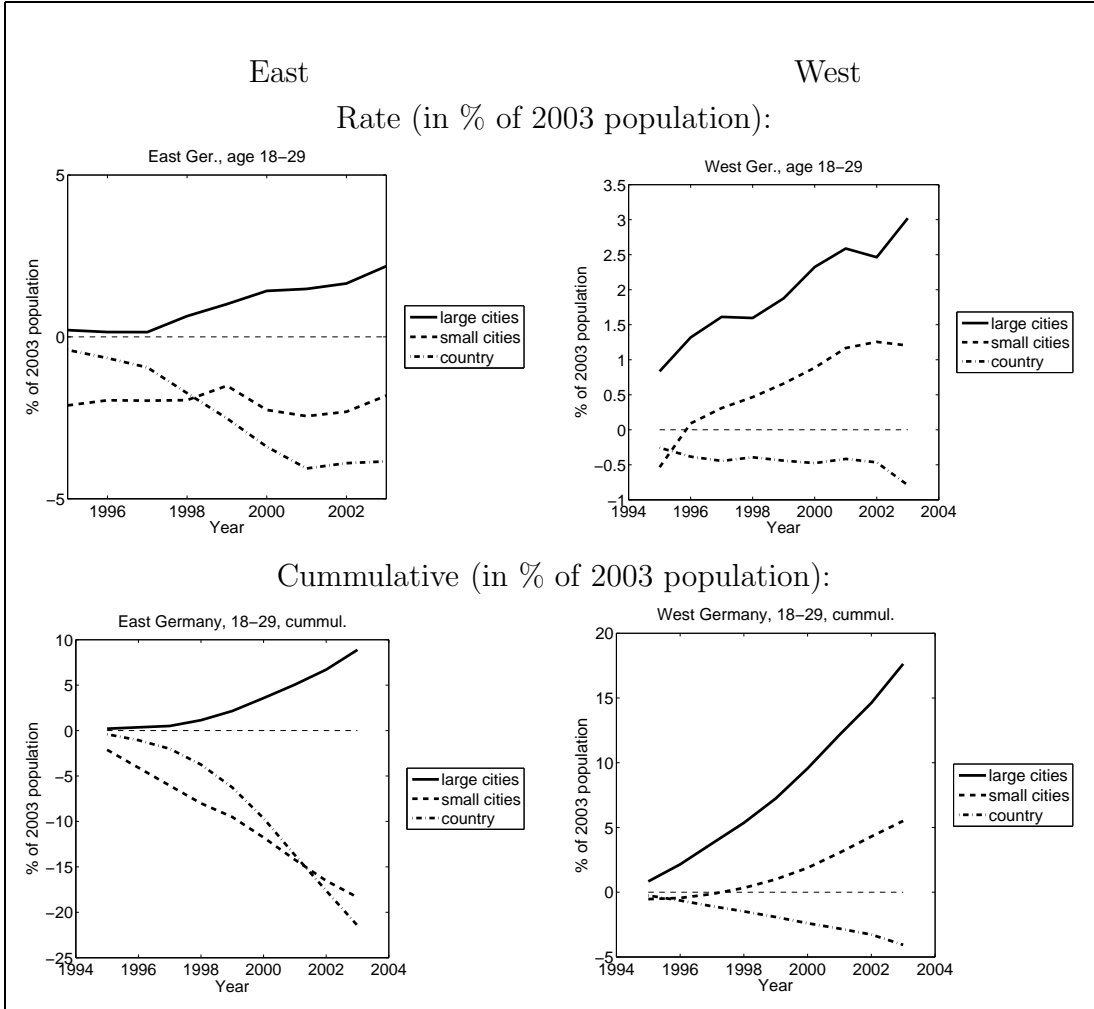 East West
Rate (in % of 2003 population):
East Ger., age 18−29
5
0
−5
% of 2003 population
1996 1998 2000 2002
Year
large cities
small cities
country
West Ger., age 18−29
3.5
3
2.5
2
1.5
1
0.5
0
−0.5
−1
% of 2003 population
1994 1996 1998 2000 2002 2004
Year
large cities
small cities
country
Cummulative (in % of 2003 population):
East Germany, 18−29, cummul.
10
5
0
−5
−10
−15
−20
−25
% of 2003 population
1994 1996 1998 2000 2002 2004
Year
large cities
small cities
country
West Germany, 18−29, cummul.
20
15
10
5
0
−5
% of 2003 population
1994 1996 1998 2000 2002 2004
Year
large cities
small cities
country